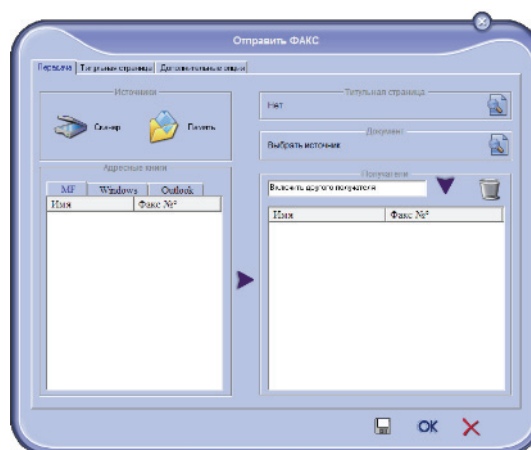 Отправить ФАКС
Передача Титульная страница Дополнительные опции
Источники
Сканер Память
Адресные книги
MF Windows Outlook
Имя Факс №°
Титульная страница
Нет
Документ
Выбрать источник
Получатели
Включить другого получателя
Имя Факс №°
OK